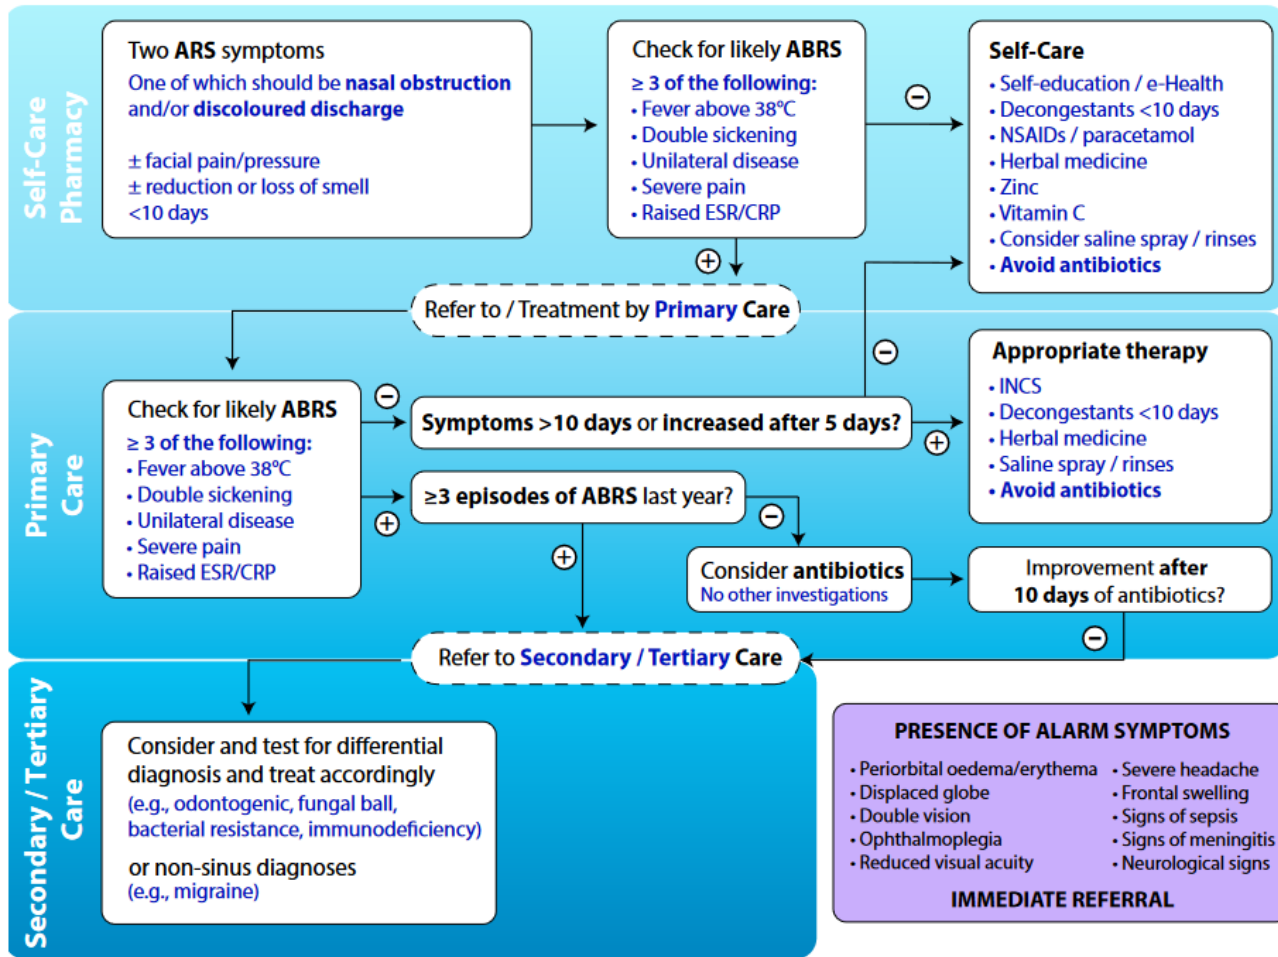 Self-Care
Pharmacy
Two ARS symptoms
One of which should be nasal obstruction
and/or discoloured discharge
± facial pain/pressure
± reduction or loss of smell
<10 days
Check for likely ABRS
≥ 3 of the following:
• Fever above 38ºC
• Double sickening
• Unilateral disease
• Severe pain
• Raised ESR/CRP
−
+
Self-Care
• Self-education / e-Health
• Decongestants <10 days
• NSAIDs / paracetamol
• Herbal medicine
• Zinc
• Vitamin C
• Consider saline spray / rinses
• Avoid antibiotics
Refer to / Treatment by Primary Care
Primary
Care
Check for likely ABRS
≥ 3 of the following:
• Fever above 38ºC
• Double sickening
• Unilateral disease
• Severe pain
• Raised ESR/CRP
−
+
Symptoms >10 days or increased after 5 days?
−
+
Appropriate therapy
• INCS
• Decongestants <10 days
• Herbal medicine
• Saline spray / rinses
• Avoid antibiotics
≥3 episodes of ABRS last year?
−
+
Consider antibiotics
No other investigations
Improvement after
10 days of antibiotics?
−
Refer to Secondary / Tertiary Care
Secondary / Tertiary
Care
Consider and test for differential
diagnosis and treat accordingly
(e.g., odontogenic, fungal ball,
bacterial resistance, immunodeficiency)
or non-sinus diagnoses
(e.g., migraine)
PRESENCE OF ALARM SYMPTOMS
• Periorbital oedema/erythema
• Displaced globe
• Double vision
• Ophthalmoplegia
• Reduced visual acuity
• Severe headache
• Frontal swelling
• Signs of sepsis
• Signs of meningitis
• Neurological signs
IMMEDIATE REFERRAL